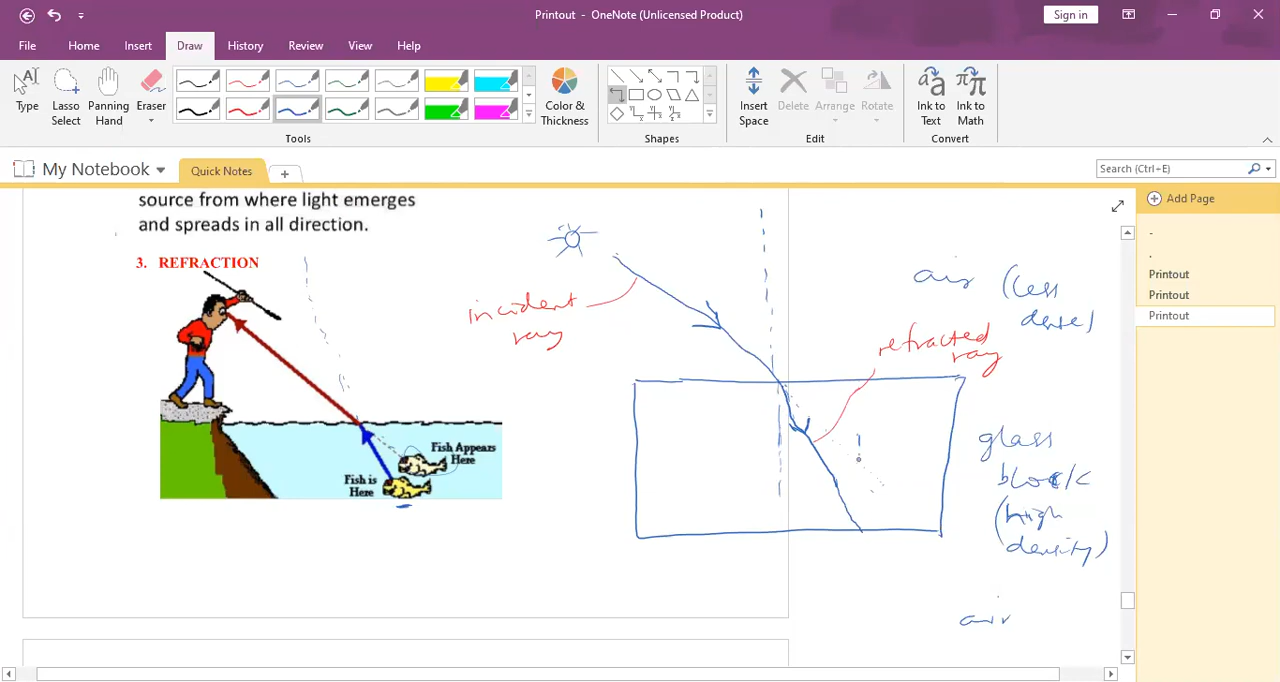 Printout - OneNote (Unlicensed Product)
Sign in
File
Home
Insert
Draw
History
Review
View
Help
Type
Lasso
Select
Panning
Hand
Eraser
Color &
Thickness
Insert
Space
Delete
Arrange
Rotate
Ink to
Text
Ink to
Math
Tools
Shapes
Edit
Convert
My Notebook
Quick Notes
Search (Ctrl+E)
Add Page
-
.
Printout
Printout
Printout
source from where light emerges
and spreads in all direction.
3. REFRACTION
Fish Appears
Here
Fish is
Here
incident
ray
air (less
dense)
refracted
ray
glass
block
(high
density)
air